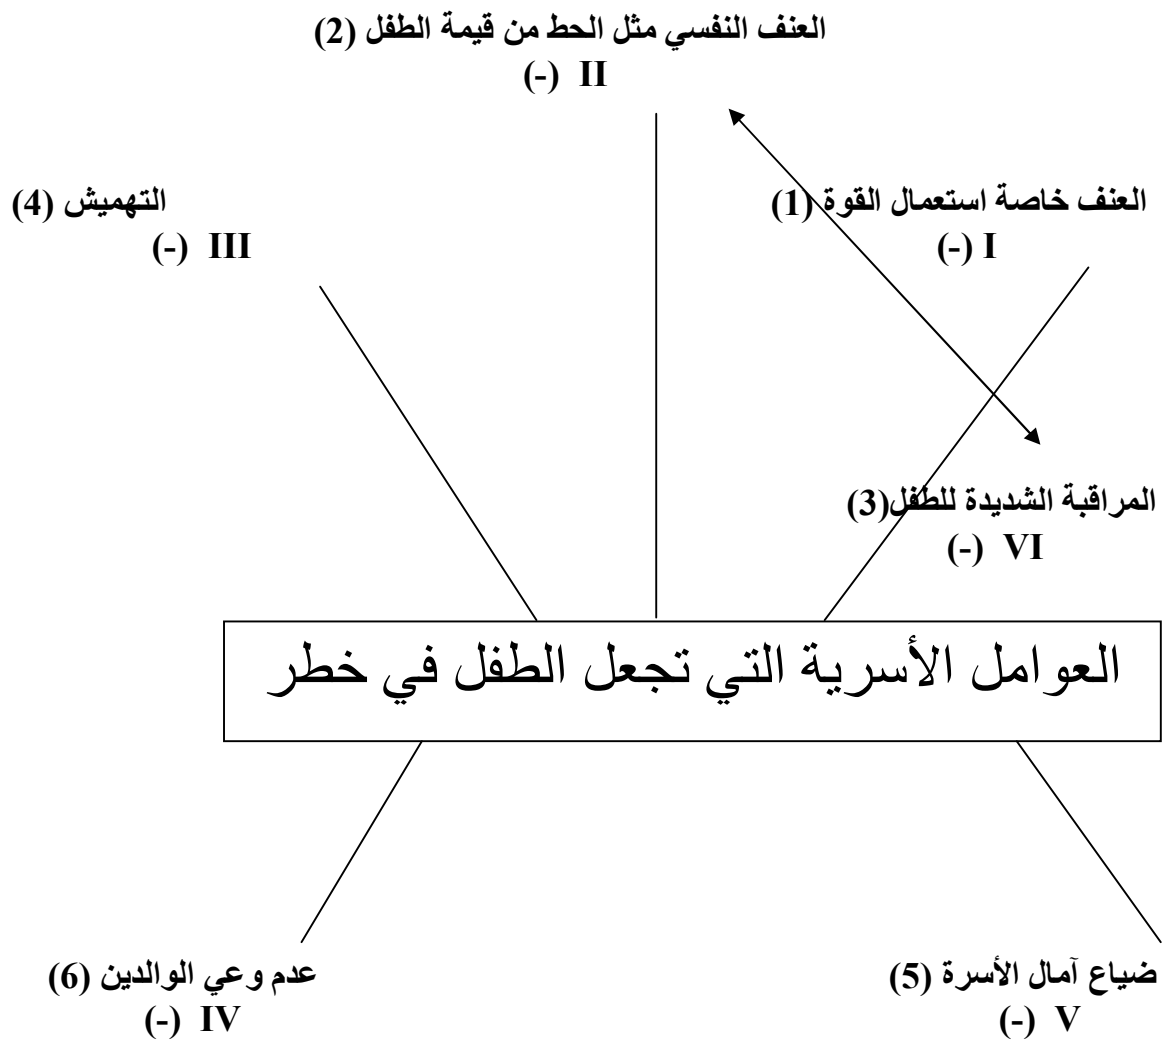 العنف النفسي مثل الحط من قيمة الطفل (2)
(-) II
العنف خاصة استعمال القوة (1)
(-) I
التهميش (4)
(-) III
المراقبة الشديدة للطفل(3)
(-) VI
العوامل الأسرية التي تجعل الطفل في خطر
ضياع آمال الأسرة (5)
(-) V
عدم وعي الوالدين (6)
(-) IV